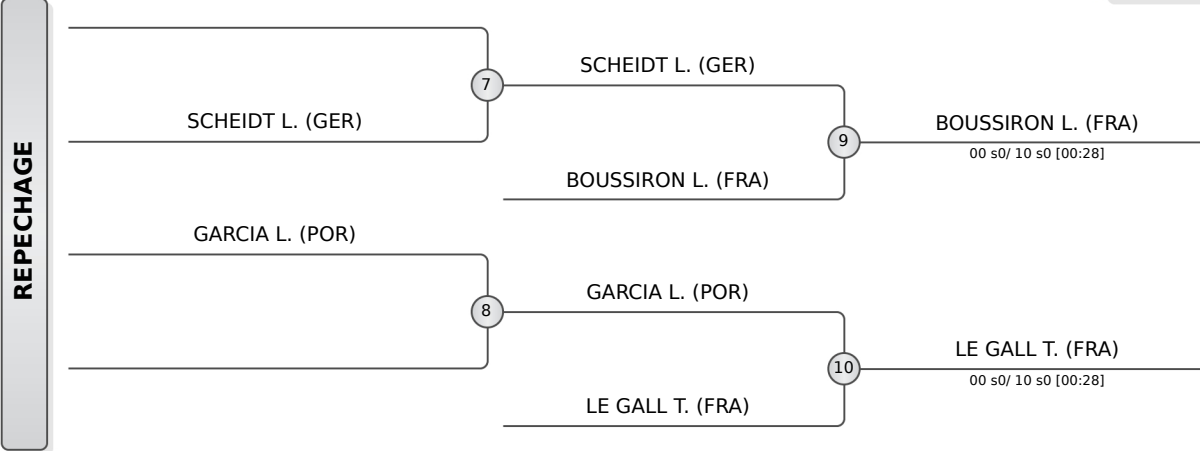 REPECHAGE
7
SCHEIDT L. (GER)
SCHEIDT L. (GER)
9
BOUSSIRON L. (FRA)
00 s0/ 10 s0 [00:28]
BOUSSIRON L. (FRA)
GARCIA L. (POR)
8
GARCIA L. (POR)
10
LE GALL T. (FRA)
00 s0/ 10 s0 [00:28]
LE GALL T. (FRA)